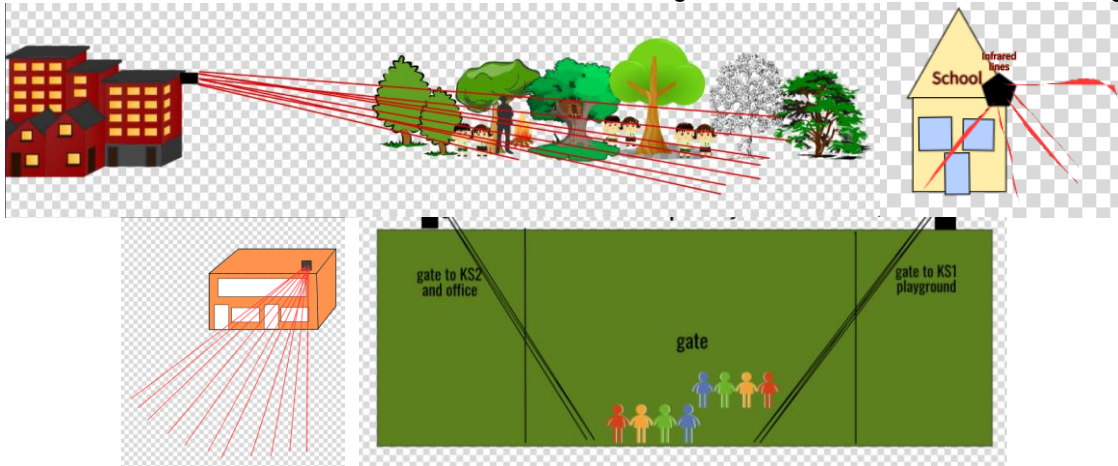 Infrared
lines
School
gate to KS2
and office
gate to KS1
playground
gate